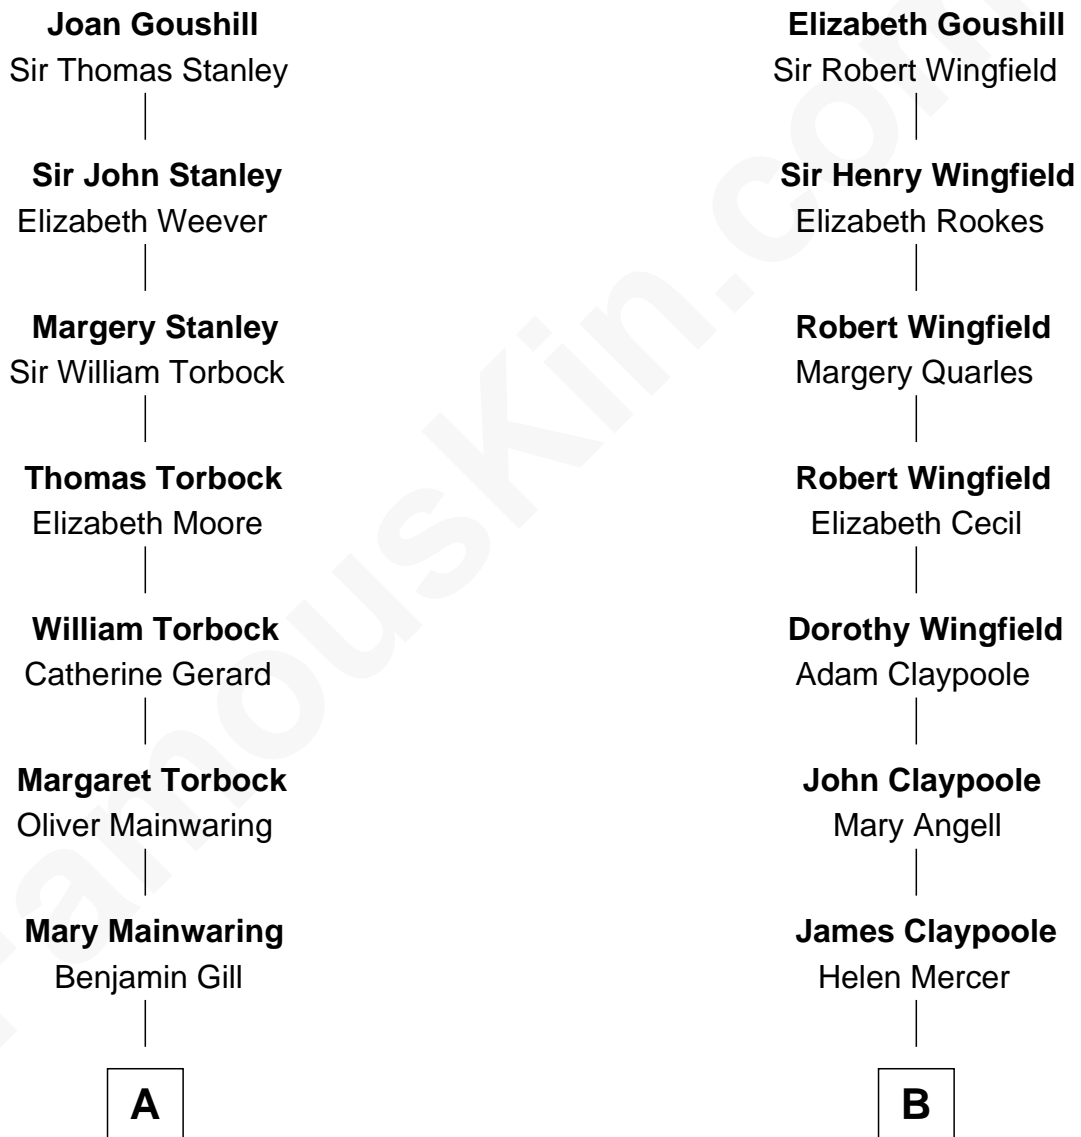 Joan Goushill
Sir Thomas Stanley
Sir John Stanley
Elizabeth Weever
Margery Stanley
Sir William Torbock
Thomas Torbock
Elizabeth Moore
William Torbock
Catherine Gerard
Margaret Torbock
Oliver Mainwaring
Mary Mainwaring
Benjamin Gill
A
Elizabeth Goushill
Sir Robert Wingfield
Sir Henry Wingfield
Elizabeth Rookes
Robert Wingfield
Margery Quarles
Robert Wingfield
Elizabeth Cecil
Dorothy Wingfield
Adam Claypoole
John Claypoole
Mary Angell
James Claypoole
Helen Mercer
B
FamousKin.com